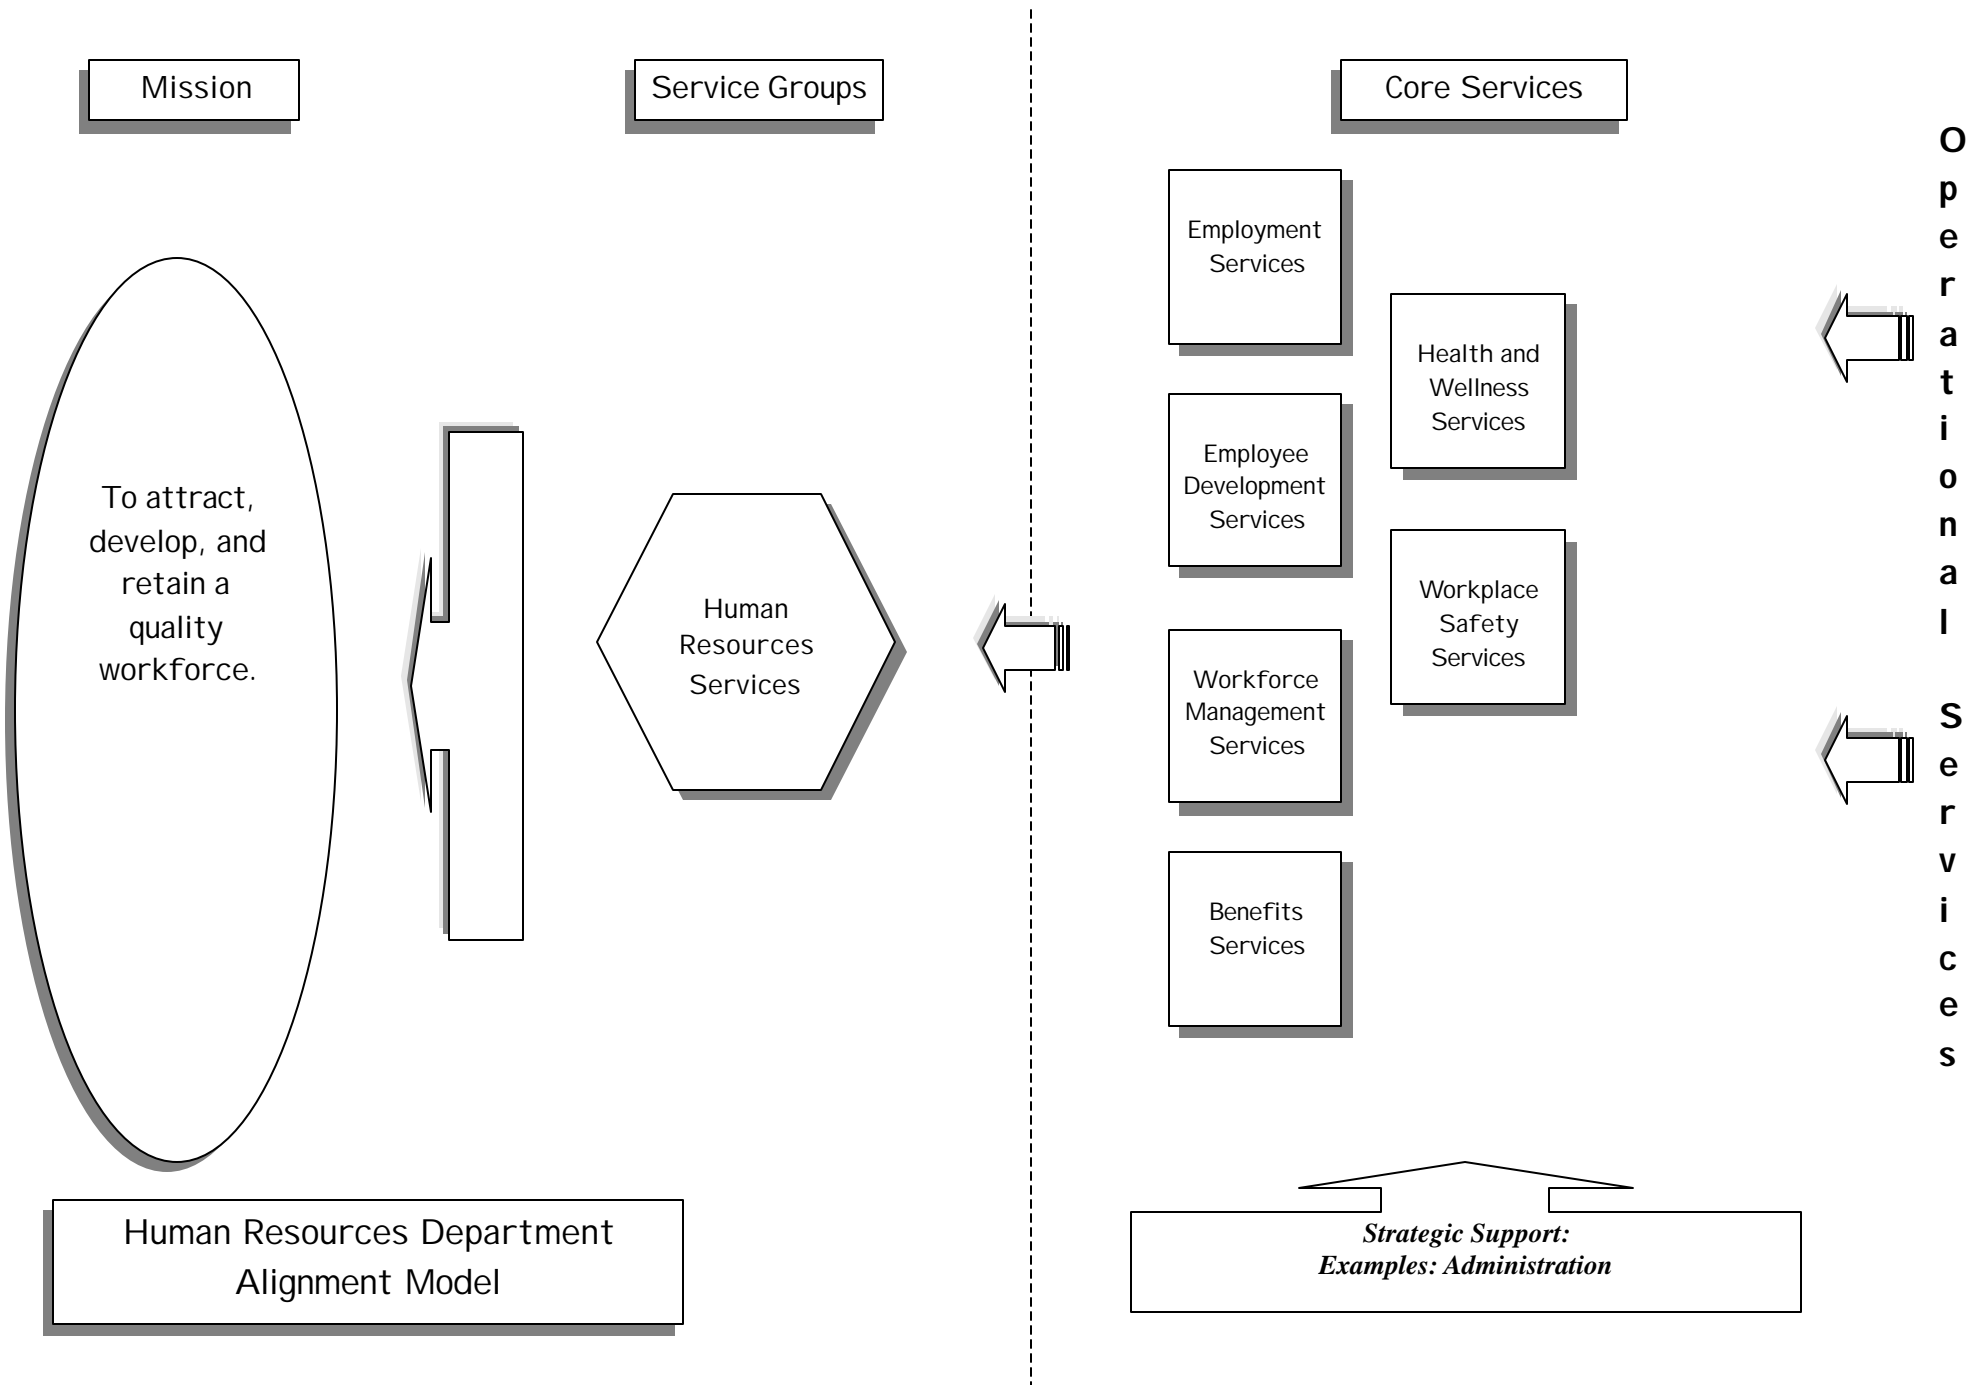 Mission
Service Groups
Core Services
To attract,
develop, and
retain a
quality
workforce.
Human
Resources
Services
Employment
Services
Employee
Development
Services
Workforce
Management
Services
Benefits
Services
Health and
Wellness
Services
Workplace
Safety
Services
Operational Services
Human Resources Department
Alignment Model
Strategic Support:
Examples: Administration